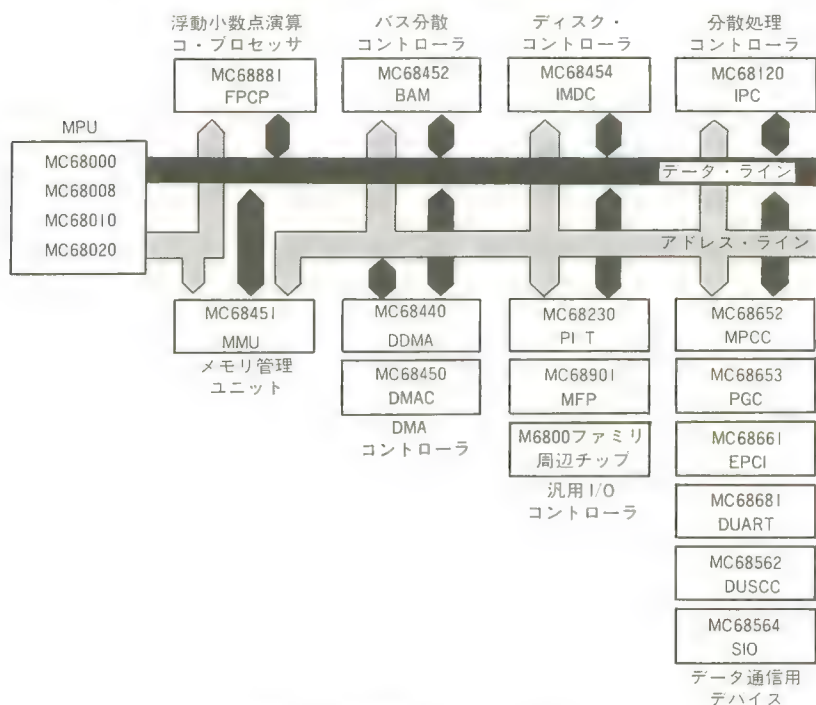 浮動小数点演算
コ・プロセッサ
バス分散
コントローラ
ディスク・
コントローラ
分散処理
コントローラ
MC68881
FPCP
MC68452
BAM
MC68454
IMDC
MC68120
IPC
MPU
MC68000
MC68008
MC68010
MC68020
データ・ライン
アドレス・ライン
MC68451
MMU
メモリ管理
ユニット
MC68440
DDMA
MC68450
DMAC
DMA
コントローラ
MC68230
PI T
MC68901
MFP
M6800ファミリ
周辺チップ
汎用I/O
コントローラ
MC68652
MPCC
MC68653
PGC
MC68661
EPCI
MC68681
DUART
MC68562
DUSCC
MC68564
SIO
データ通信用
デバイス